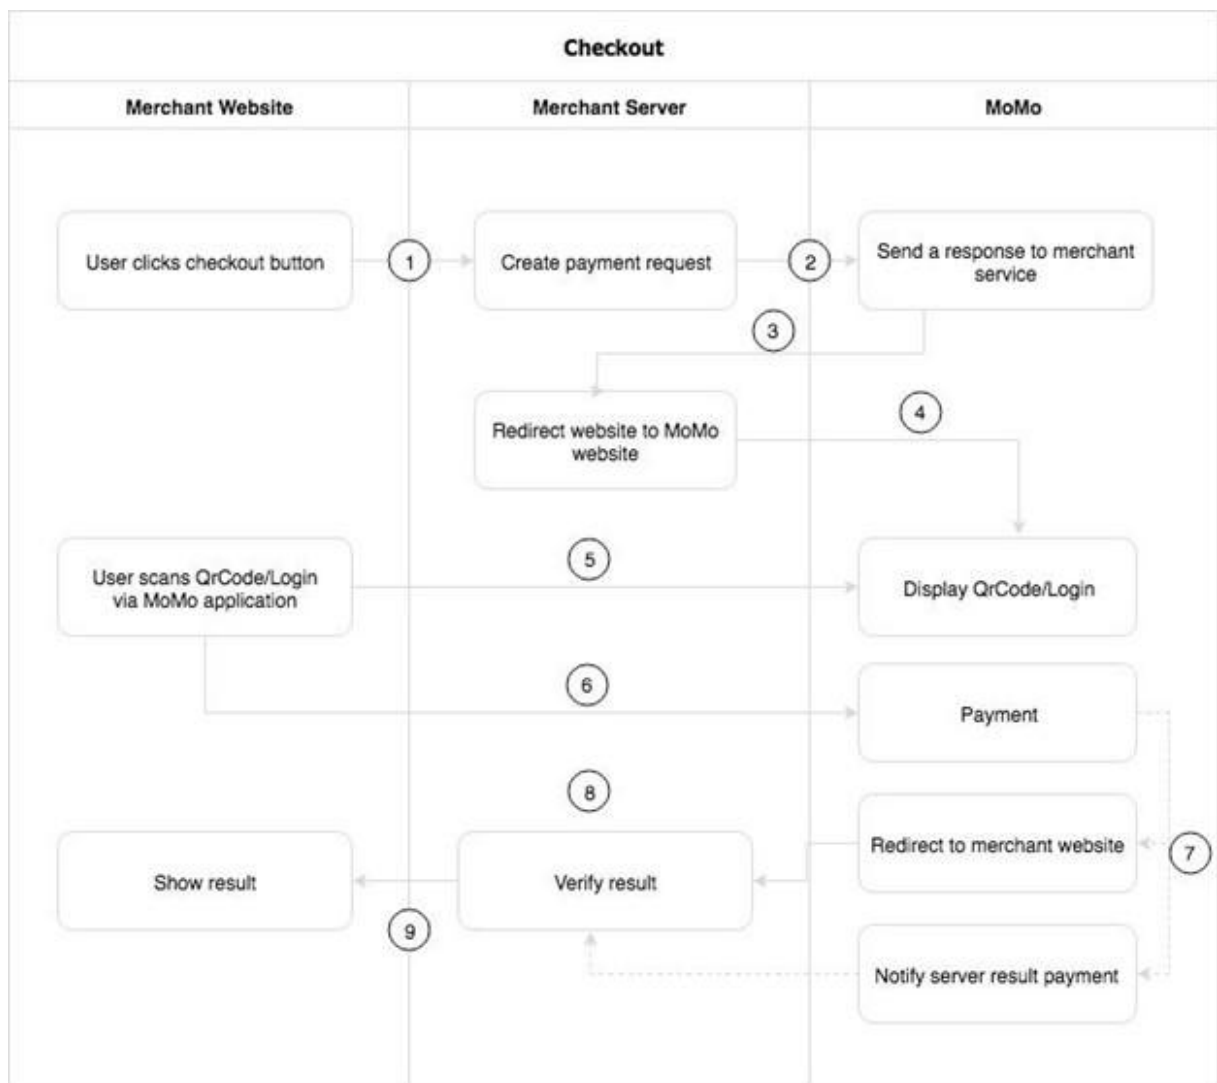 Checkout
Merchant Website
Merchant Server
MoMo
User clicks checkout button
1
Create payment request
2
Send a response to merchant
service
3
Redirect website to MoMo
website
4
User scans QrCode/Login
via MoMo application
5
Display QrCode/Login
6
Payment
7
8
Redirect to merchant website
Show result
Verify result
9
Notify server result payment